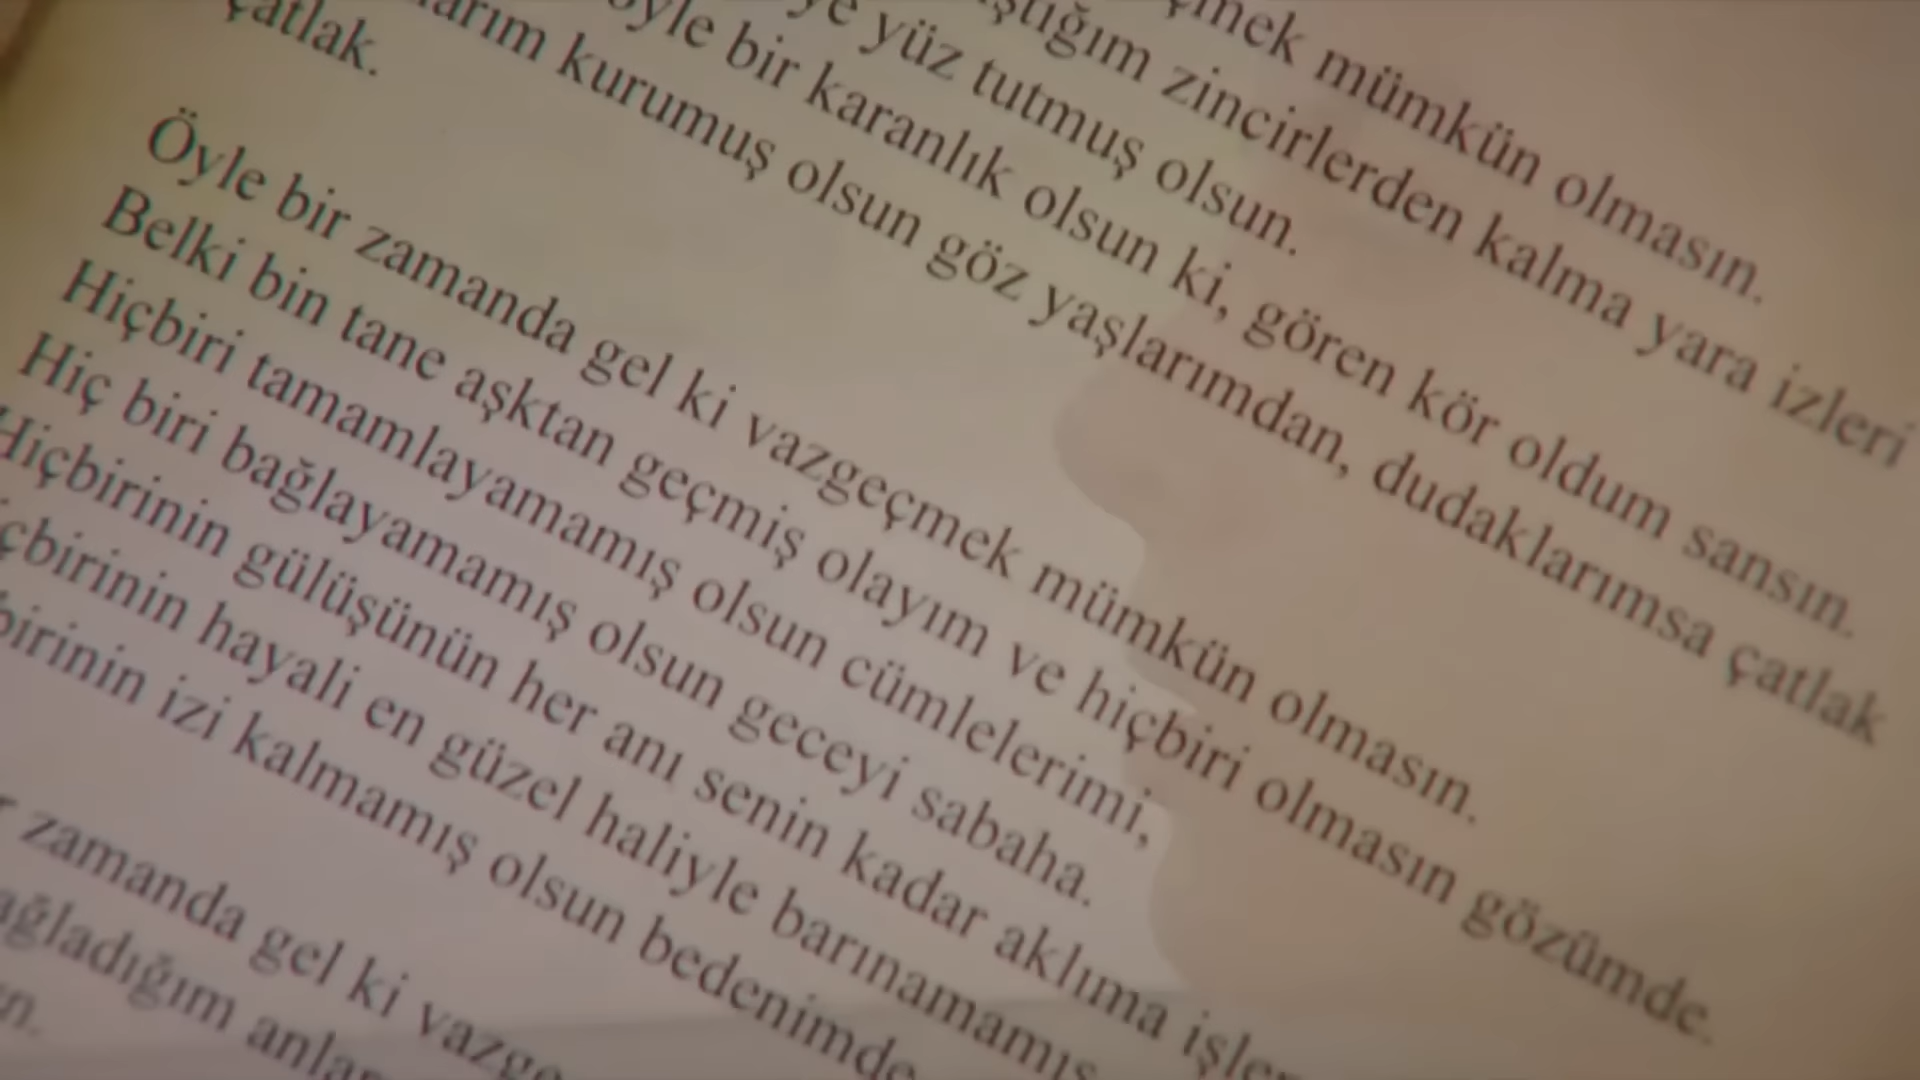 mümkün olmasın.
zincirlerden kalma yara izleri
yüz tutmuş olsun.
bir karanlık olsun ki, gören kör oldum sansın.
kurumuş olsun göz yaşlarımdan, dudaklarımsa çatlak
çatlak.
Öyle bir zamanda gel ki vazgeçmek mümkün olmasın.
Belki bin tane aşktan geçmiş olayım ve hiçbiri olmasın gözümde.
Hiçbiri tamamlayamamış olsun cümlelerimi,
Hiç biri bağlayamamış olsun geceyi sabaha.
Hiçbirinin gülüşünün her anı senin kadar aklıma
hayali en güzel haliyle barınamamış
izi kalmamış olsun bedenimde
zamanda gel ki